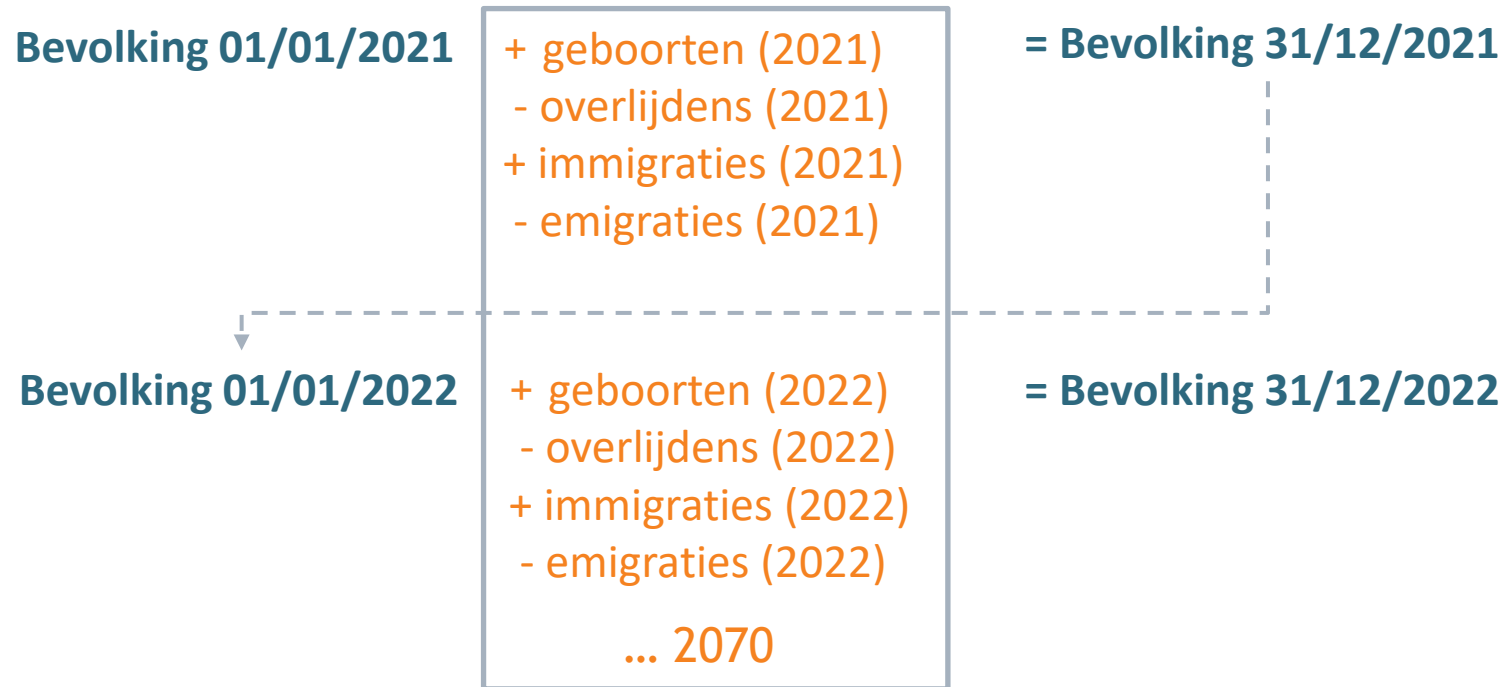 Bevolking 01/01/2021
+ geboorten (2021)
- overlijdens (2021)
+ immigraties (2021)
- emigraties (2021)
= Bevolking 31/12/2021
Bevolking 01/01/2022
+ geboorten (2022)
- overlijdens (2022)
+ immigraties (2022)
- emigraties (2022)
= Bevolking 31/12/2022
... 2070